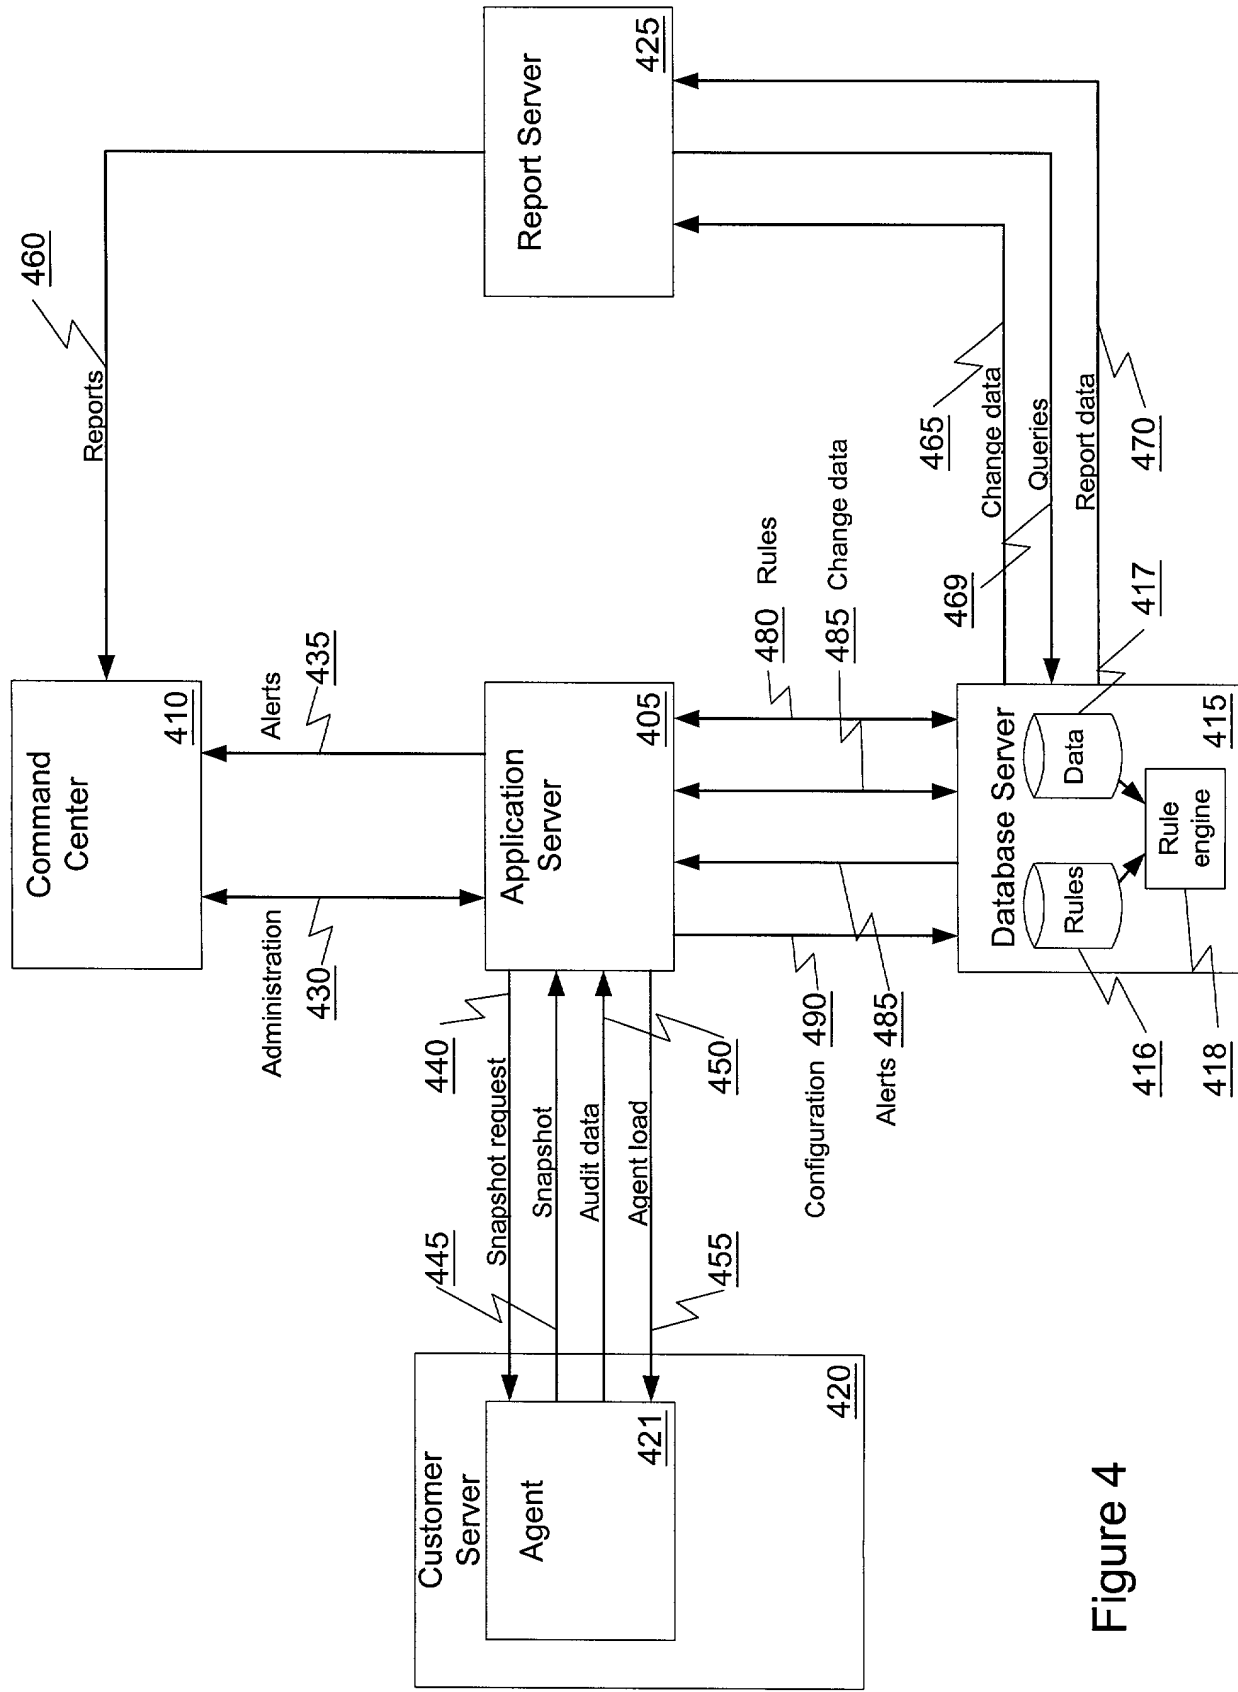 Command
Center
410
Reports
460
Administration
430
Alerts
435
Customer
Server
Agent
421
420
445
Snapshot request
440
Snapshot
Audit data
Agent load
450
455
Application
Server
405
Report Server
425
Configuration 490
Alerts 485
480 Rules
485 Change data
465
Change data
469
Queries
Report data
470
417
Database Server
Rules
Data
Rule
engine
415
416
418
Figure 4